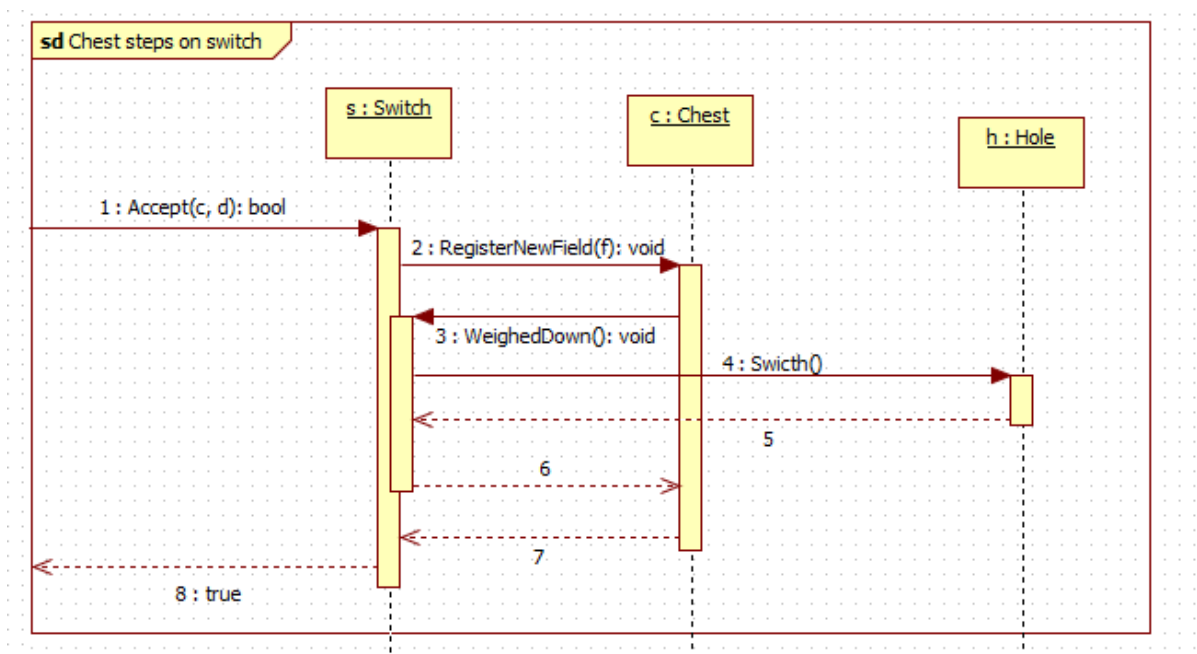 sd Chest steps on switch
s : Switch
c : Chest
h : Hole
1 : Accept(c, d): bool
2 : RegisterNewField(f): void
3 : WeighedDown(): void
4 : Swicth()
5
6
7
8 : true